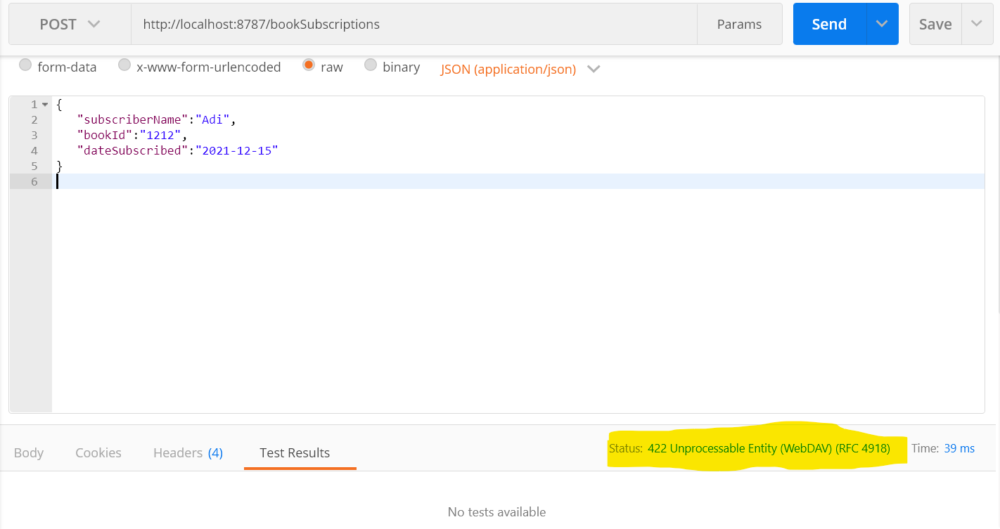 POST http://localhost:8787/bookSubscriptions Params Send Save
form-data x-www-form-urlencoded raw binary JSON (application/json)
1 {
2 "subscriberName":"Adi",
3 "bookId":"1212",
4 "dateSubscribed":"2021-12-15"
5 }
6
Body Cookies Headers (4) Test Results Status: 422 Unprocessable Entity (WebDAV) (RFC 4918) Time: 39 ms
No tests available